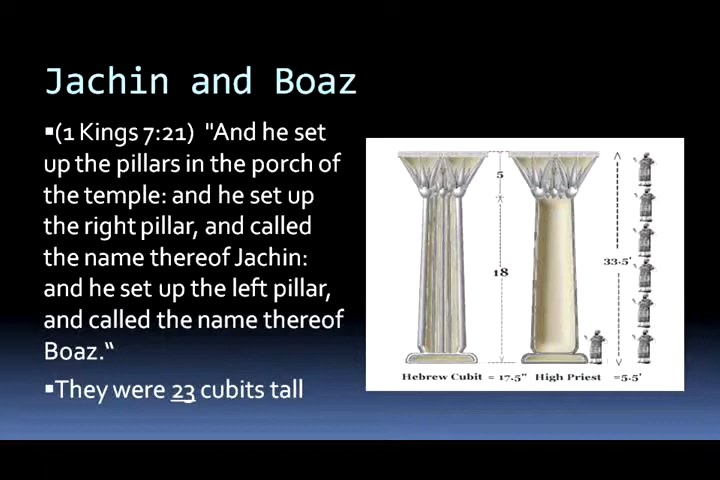 Jachin and Boaz
▪(1 Kings 7:21) "And he set
up the pillars in the porch of
the temple: and he set up
the right pillar, and called
the name thereof Jachin:
and he set up the left pillar,
and called the name thereof
Boaz.“
▪They were 23 cubits tall
5
18
33.5'
Hebrew Cubit = 17.5" High Priest =5.5'